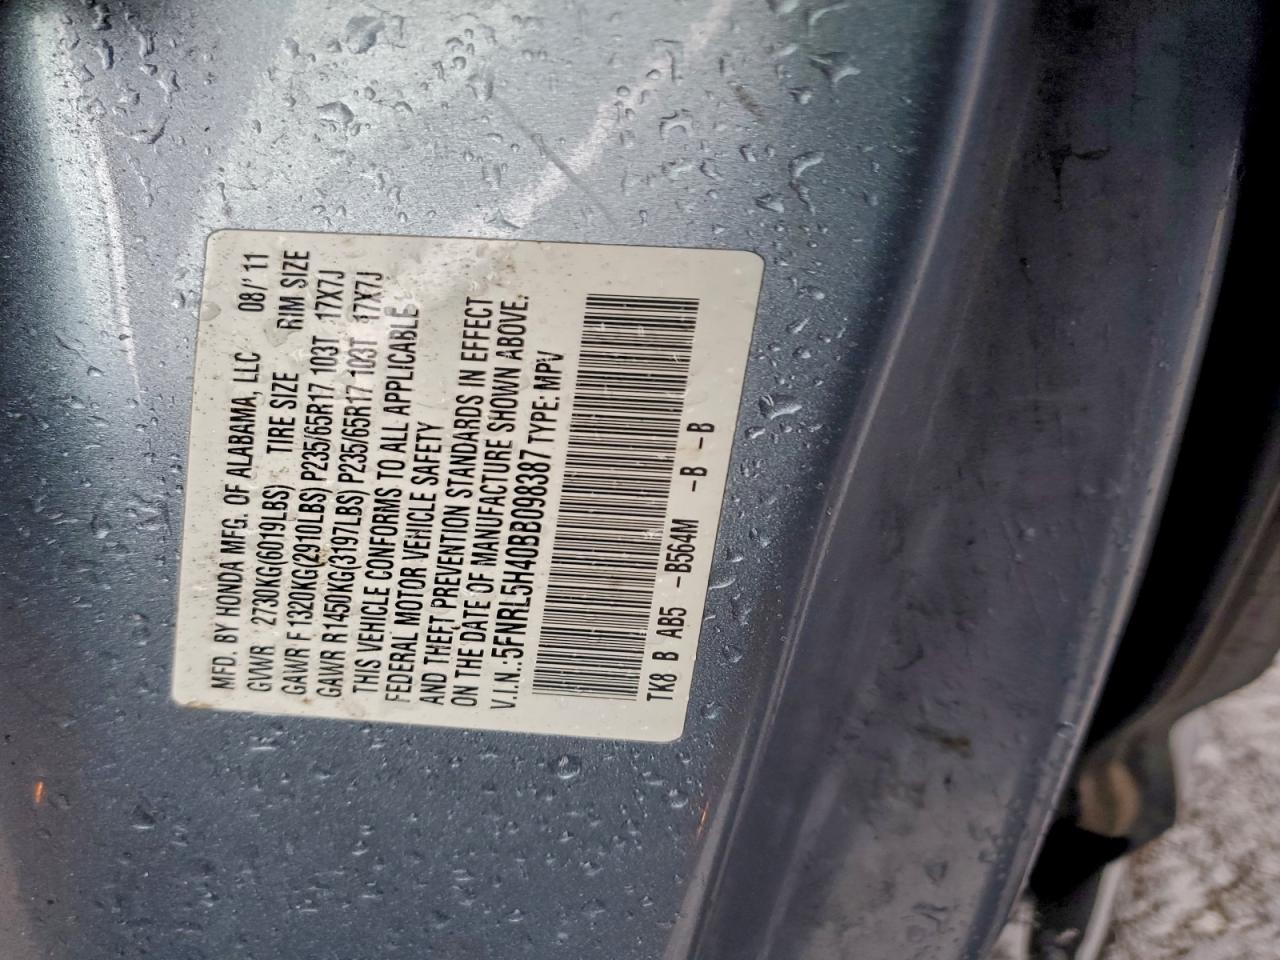 MFD. BY HONDA MFG. OF ALABAMA, LLC 08/'11
GVWR 2730KG(6019LBS) TIRE SIZE RIM SIZE
GAWR F1320KG(2910LBS) P235/65R17 103T 17X7J
GAWR R1450KG(3197LBS) P235/65R17 103T 17X7J
THIS VEHICLE CONFORMS TO ALL APPLICABLE
FEDERAL MOTOR VEHICLE SAFETY
AND THEFT PREVENTION STANDARDS IN EFFECT
ON THE DATE OF MANUFACTURE SHOWN ABOVE.
V.I.N.:5FNRL5H40BB098387 TYPE: MPV
TK8 B AB5 -B564M -B -B